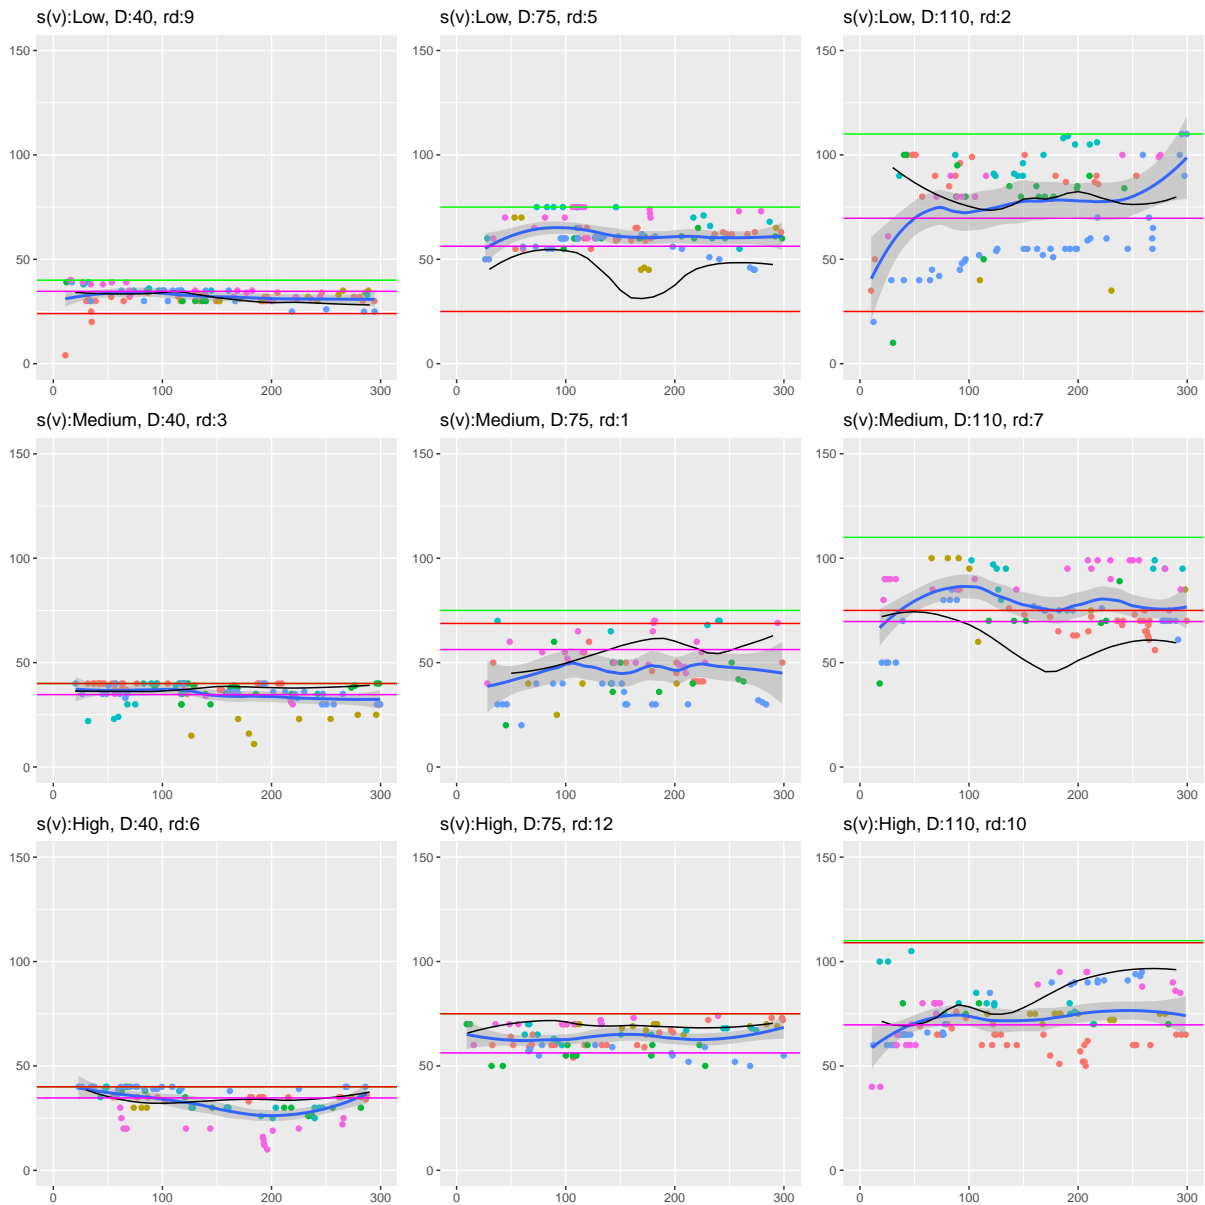 s(v):Low, D:40, rd:9
s(v):Low, D:75, rd:5
s(v):Low, D:110, rd:2
150
100
50
0
0 100 200 300
150
100
50
0
0 100 200 300
150
100
50
0
0 100 200 300
s(v):Medium, D:40, rd:3
s(v):Medium, D:75, rd:1
s(v):Medium, D:110, rd:7
150
100
50
0
0 100 200 300
150
100
50
0
0 100 200 300
150
100
50
0
0 100 200 300
s(v):High, D:40, rd:6
s(v):High, D:75, rd:12
s(v):High, D:110, rd:10
150
100
50
0
0 100 200 300
150
100
50
0
0 100 200 300
150
100
50
0
0 100 200 300